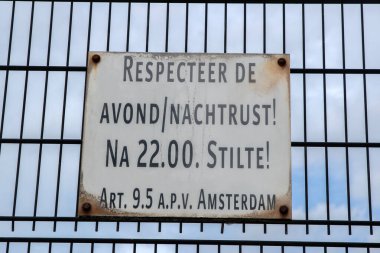 RESPECTEER DE
AVOND/NACHTRUST!
NA 22.00. STILTE!
ART. 9.5 A.P.V. AMSTERDAM